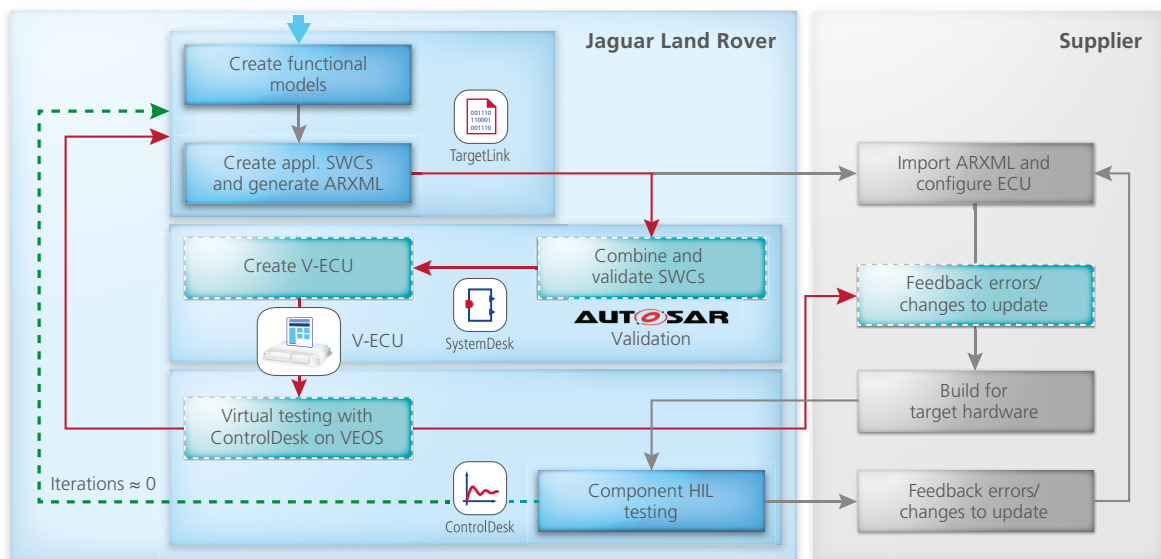 Jaguar Land Rover
Supplier
Create functional
models
001110
110001
001110
TargetLink
Create appl. SWCs
and generate ARXML
Import ARXML and
configure ECU
Create V-ECU
Combine and
validate SWCs
SystemDesk
AUTOSAR
Validation
Feedback errors/
changes to update
V-ECU
Virtual testing with
ControlDesk on VEOS
Build for
target hardware
Iterations ≈ 0
ControlDesk
Component HIL
testing
Feedback errors/
changes to update